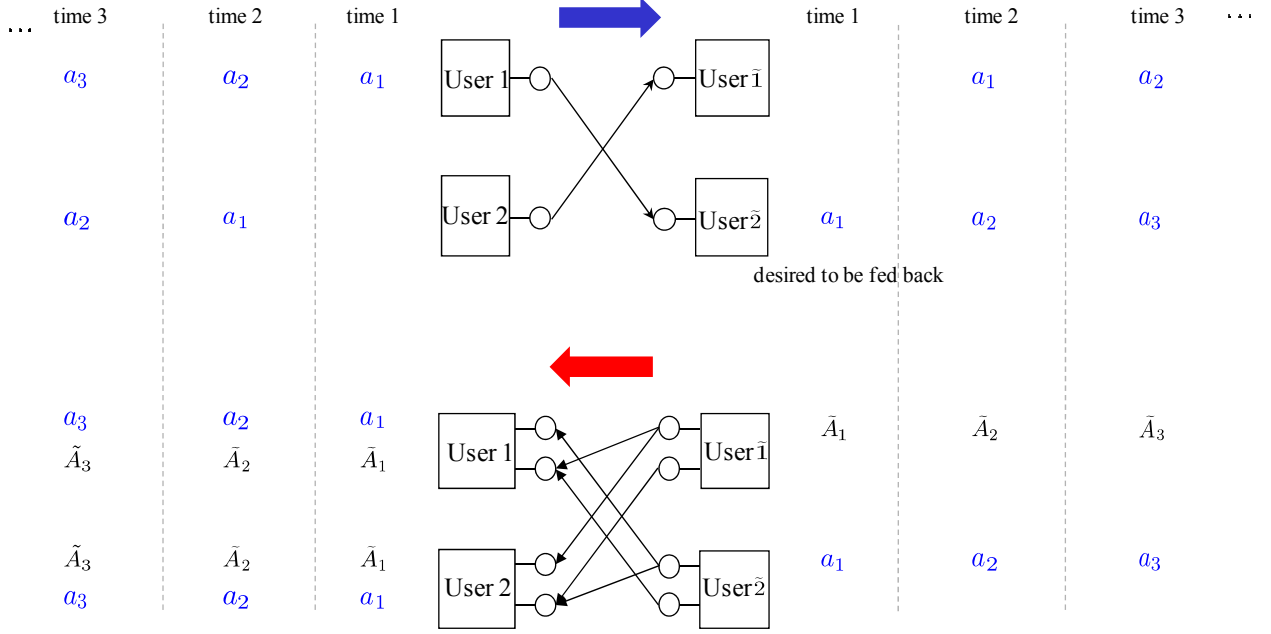 ... time 3 time 2 time 1 time 1 time 2 time 3 ...
a₃ a₂ a₁ User 1 User 1̃ a₁ a₂
a₂ a₁ User 2 User 2̃ a₁ a₂ a₃
desired to be fed back
a₃ a₂ a₁ Ã₁ Ã₂ Ã₃
User 1 User 1̃
Ã₃ Ã₂ Ã₁
Ã₃ Ã₂ Ã₁ a₁ a₂ a₃
User 2 User 2̃
a₃ a₂ a₁